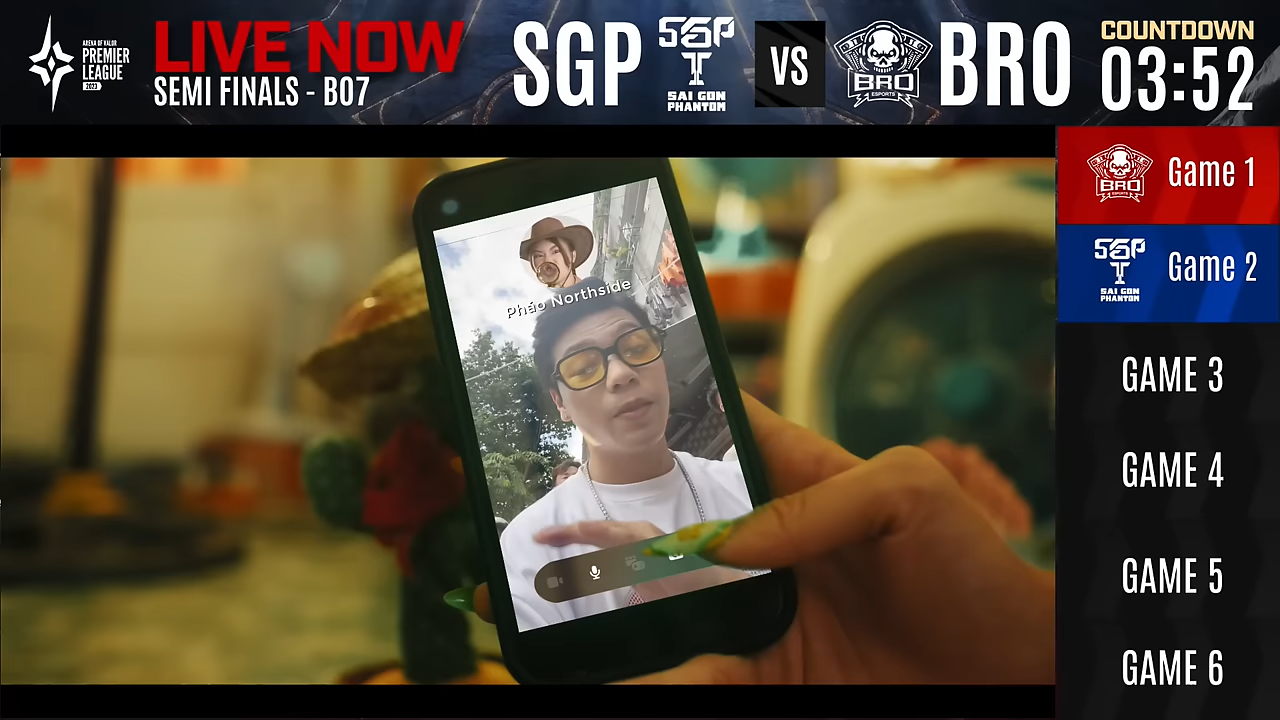 ARENA OF VALOR
PREMIER
LEAGUE
2023
LIVE NOW
SEMI FINALS - BO7
SGP
SGP
SAI GON
PHANTOM
VS
BRO
ESPORTS
BRO
COUNTDOWN
03:52
BRO
ESPORTS
Game 1
SGP
SAI GON
PHANTOM
Game 2
GAME 3
GAME 4
GAME 5
GAME 6
Pháo Northside